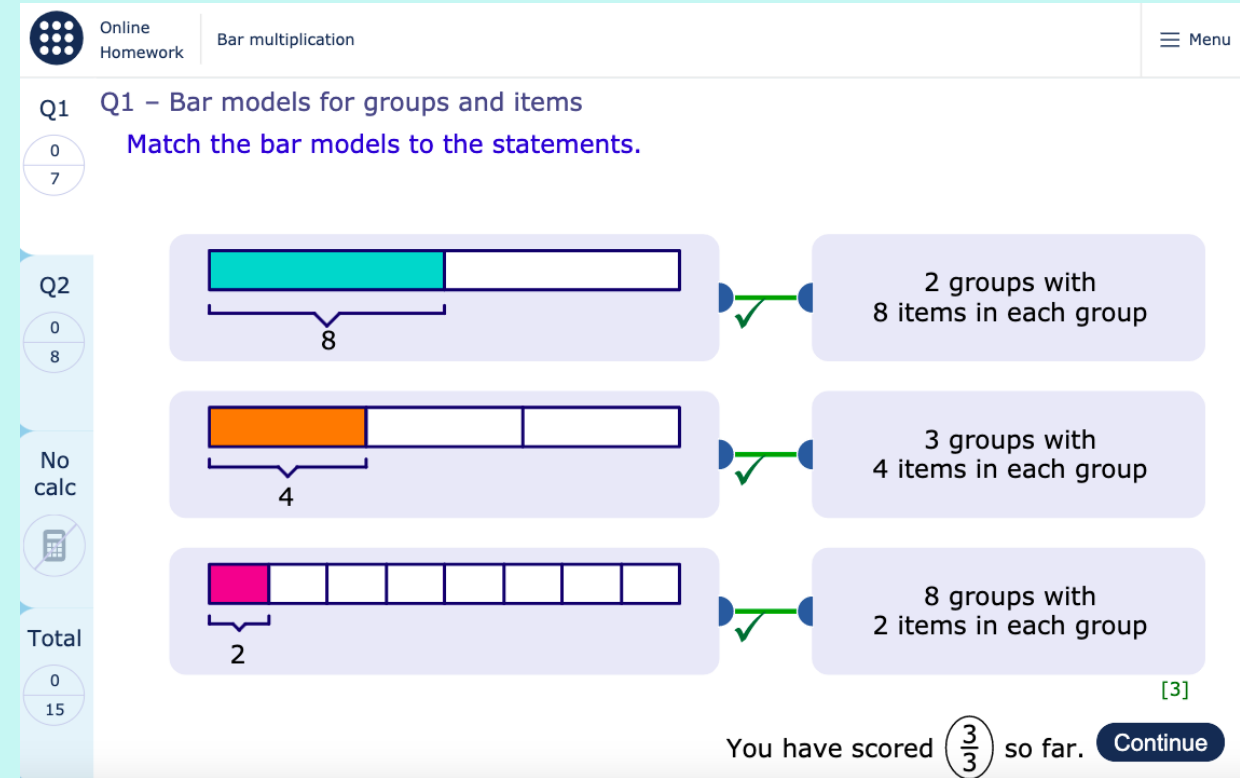 Online
Homework
Bar multiplication
Menu
Q1
0
7
Q1 – Bar models for groups and items
Match the bar models to the statements.
8
2 groups with
8 items in each group
Q2
0
8
4
3 groups with
4 items in each group
No
calc
2
8 groups with
2 items in each group
Total
0
15
[3]
You have scored 3/3 so far.
Continue